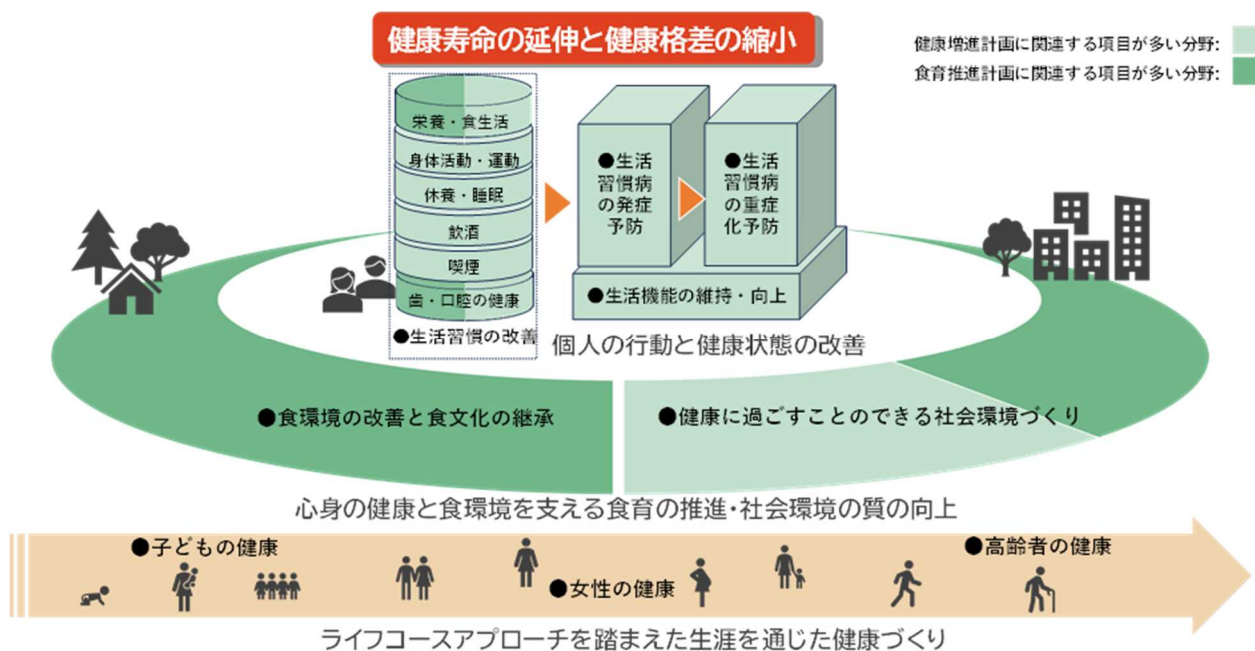 健康寿命の延伸と健康格差の縮小
健康増進計画に関連する項目が多い分野:
食育推進計画に関連する項目が多い分野:
栄養・食生活
身体活動・運動
休養・睡眠
飲酒
喫煙
歯・口腔の健康
●生活習慣の改善
●生活
習慣病
の発症
予防
●生活
習慣病
の重症
化予防
●生活機能の維持・向上
個人の行動と健康状態の改善
●食環境の改善と食文化の継承
●健康に過ごすことのできる社会環境づくり
心身の健康と食環境を支える食育の推進・社会環境の質の向上
●子どもの健康
●女性の健康
●高齢者の健康
ライフコースアプローチを踏まえた生涯を通じた健康づくり